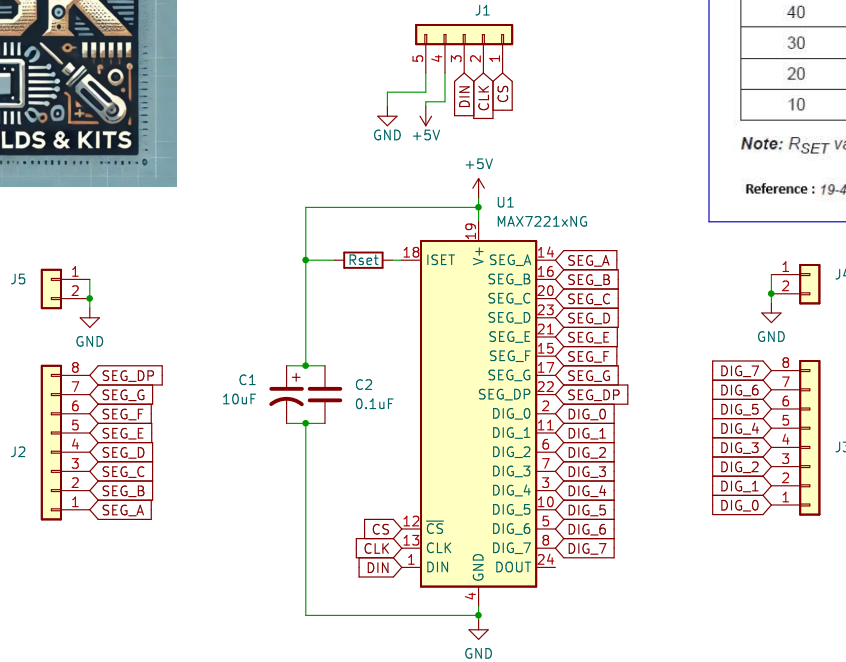 LDS & KITS
J1
5
4
3
2
1
DIN
CLK
CS
GND
+5V
40
30
20
10
Note: RSET va
Reference : 19-4
+5V
U1
MAX7221xNG
19
V+
Rset
18
ISET
SEG_A 14 SEG_A
SEG_B 16 SEG_B
SEG_C 20 SEG_C
SEG_D 23 SEG_D
SEG_E 21 SEG_E
SEG_F 15 SEG_F
SEG_G 17 SEG_G
SEG_DP 22 SEG_DP
DIG_0 2 DIG_0
DIG_1 11 DIG_1
DIG_2 6 DIG_2
DIG_3 7 DIG_3
DIG_4 3 DIG_4
DIG_5 10 DIG_5
DIG_6 5 DIG_6
DIG_7 8 DIG_7
DOUT 24
CS 12 CS
CLK 13 CLK
DIN 1 DIN
GND
4
GND
C1
10uF
+
C2
0.1uF
J5
1
2
GND
J2
8 SEG_DP
7 SEG_G
6 SEG_F
5 SEG_E
4 SEG_D
3 SEG_C
2 SEG_B
1 SEG_A
1
2
J4
GND
DIG_7 8
DIG_6 7
DIG_5 6
DIG_4 5
DIG_3 4
DIG_2 3
DIG_1 2
DIG_0 1
J3